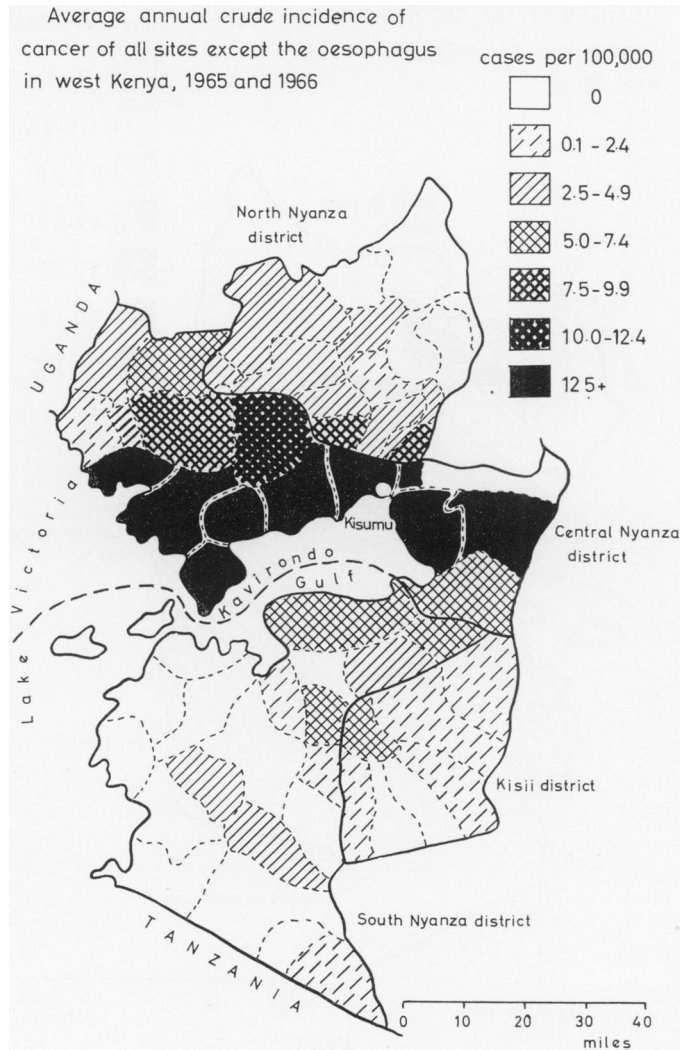 Average annual crude incidence of
cancer of all sites except the oesophagus
in west Kenya, 1965 and 1966
cases per 100,000
0
0.1 - 2.4
2.5-4.9
5.0-7.4
7.5-9.9
10.0-12.4
12.5+
North Nyanza
district
UGANDA
Kisumu
Central Nyanza
district
Kavirondo
Gulf
Lake Victoria
Kisii district
South Nyanza district
TANZANIA
0 10 20 30 40
miles